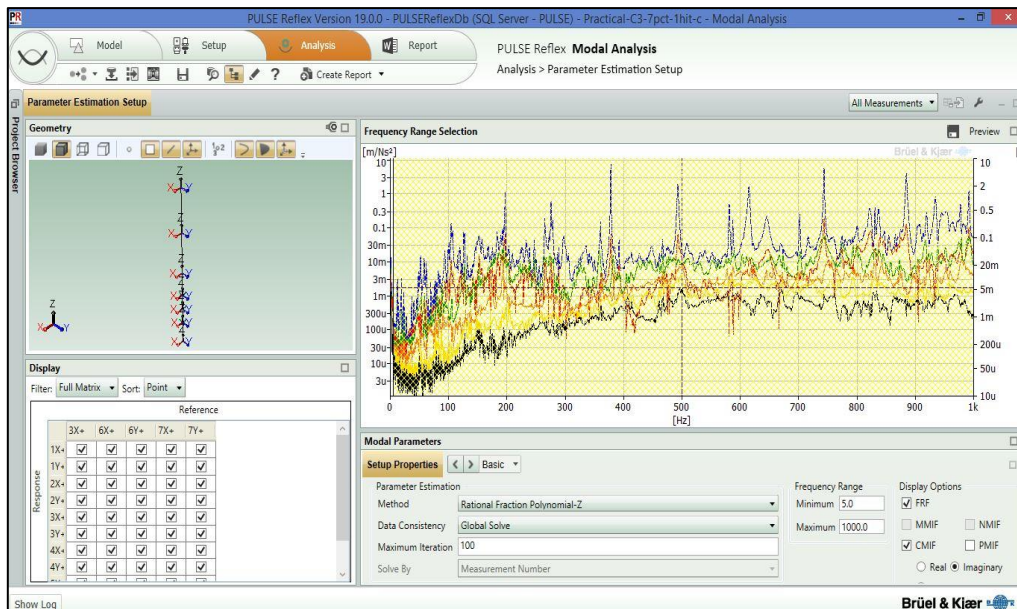 PR PULSE Reflex Version 19.0.0 - PULSEReflexDb (SQL Server - PULSE) - Practical-C3-7pct-1hit-c - Modal Analysis
Model Setup Analysis Report
PULSE Reflex Modal Analysis
Create Report
Analysis > Parameter Estimation Setup
Project Browser
Parameter Estimation Setup
All Measurements
Geometry
Z
X Y
Z
X Y
Z
X Y
Z
X Y
Z
X Y
Frequency Range Selection
Preview
[m/Ns²]
Brüel & Kjær
10
3
1
0.3
0.1
30m
10m
3m
1m
300u
100u
30u
10u
3u
10
2
0.5
0.1
20m
5m
1m
200u
50u
10u
0 100 200 300 400 500 600 700 800 900 1k
[Hz]
Display
Filter: Full Matrix Sort: Point
Reference
3X+ 6X+ 6Y+ 7X+ 7Y+
Response
1X+
1Y+
2X+
2Y+
3X+
3Y+
4X+
4Y+
Modal Parameters
Setup Properties < > Basic
Parameter Estimation
Method Rational Fraction Polynomial-Z
Data Consistency Global Solve
Maximum Iteration 100
Solve By Measurement Number
Frequency Range
Minimum 5.0
Maximum 1000.0
Display Options
FRF
MMIF NMIF
CMIF PMIF
Real Imaginary
Show Log
Brüel & Kjær